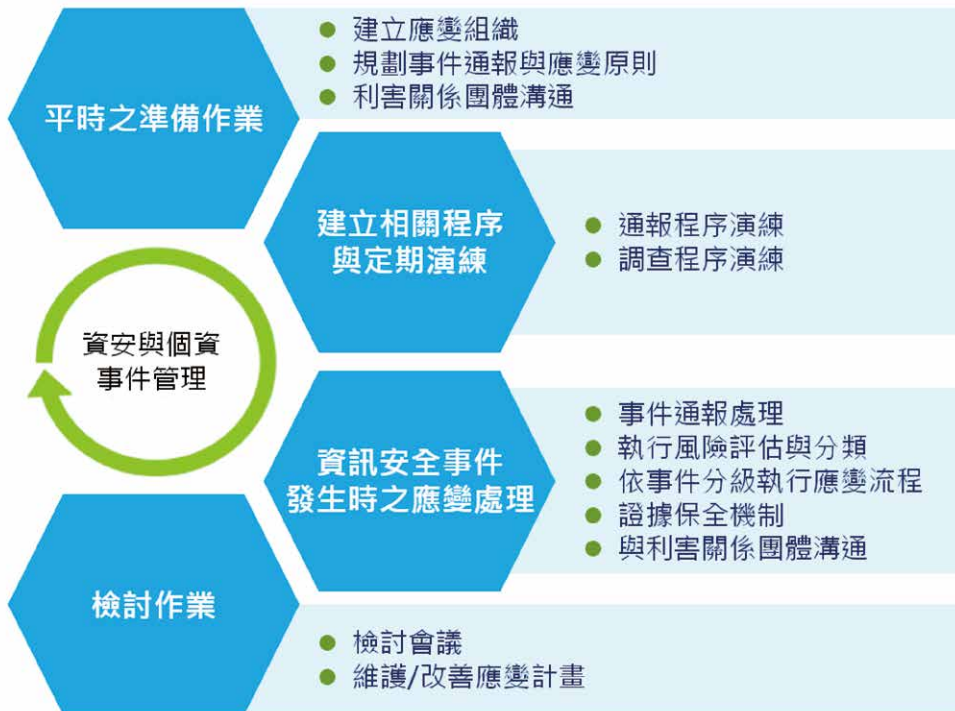 平時之準備作業
● 建立應變組織
● 規劃事件通報與應變原則
● 利害關係團體溝通
建立相關程序
與定期演練
● 通報程序演練
● 調查程序演練
資安與個資
事件管理
資訊安全事件
發生時之應變處理
● 事件通報處理
● 執行風險評估與分類
● 依事件分級執行應變流程
● 證據保全機制
● 與利害關係團體溝通
檢討作業
● 檢討會議
● 維護/改善應變計畫